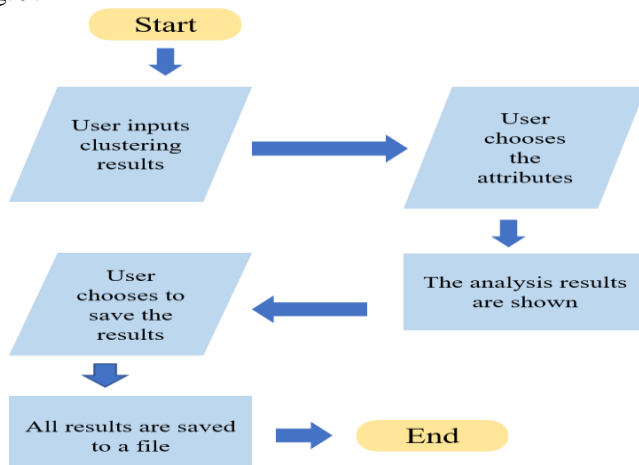 Start
User inputs
clustering
results
User
chooses
the
attributes
The analysis results
are shown
User
chooses to
save the
results
All results are saved
to a file
End